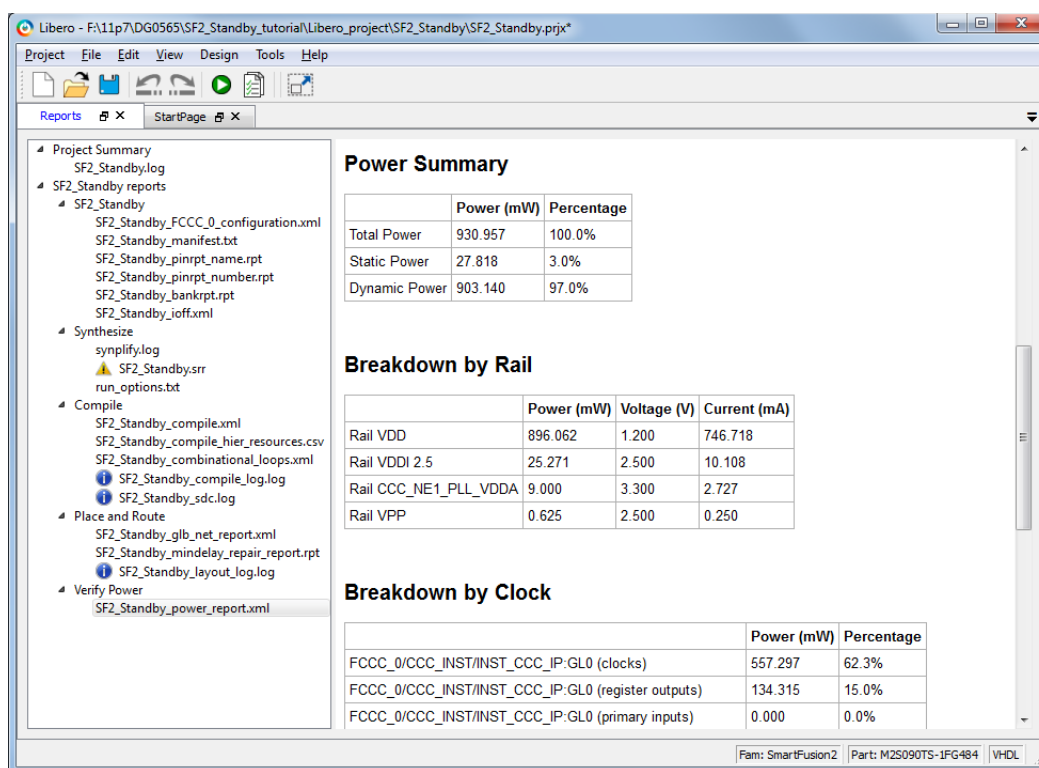 Libero - F:\11p7\DG0565\SF2_Standby_tutorial\Libero_project\SF2_Standby\SF2_Standby.prjx*
Project File Edit View Design Tools Help
Reports StartPage
Project Summary
SF2_Standby.log
SF2_Standby reports
SF2_Standby
SF2_Standby_FCCC_0_configuration.xml
SF2_Standby_manifest.txt
SF2_Standby_pinrpt_name.rpt
SF2_Standby_pinrpt_number.rpt
SF2_Standby_bankrpt.rpt
SF2_Standby_ioff.xml
Synthesize
synplify.log
SF2_Standby.srr
run_options.txt
Compile
SF2_Standby_compile.xml
SF2_Standby_compile_hier_resources.csv
SF2_Standby_combinational_loops.xml
SF2_Standby_compile_log.log
SF2_Standby_sdc.log
Place and Route
SF2_Standby_glb_net_report.xml
SF2_Standby_mindelay_repair_report.rpt
SF2_Standby_layout_log.log
Verify Power
SF2_Standby_power_report.xml
Power Summary
Power (mW) Percentage
Total Power 930.957 100.0%
Static Power 27.818 3.0%
Dynamic Power 903.140 97.0%
Breakdown by Rail
Power (mW) Voltage (V) Current (mA)
Rail VDD 896.062 1.200 746.718
Rail VDDI 2.5 25.271 2.500 10.108
Rail CCC_NE1_PLL_VDDA 9.000 3.300 2.727
Rail VPP 0.625 2.500 0.250
Breakdown by Clock
Power (mW) Percentage
FCCC_0/CCC_INST/INST_CCC_IP:GL0 (clocks) 557.297 62.3%
FCCC_0/CCC_INST/INST_CCC_IP:GL0 (register outputs) 134.315 15.0%
FCCC_0/CCC_INST/INST_CCC_IP:GL0 (primary inputs) 0.000 0.0%
Fam: SmartFusion2 Part: M2S090TS-1FG484 VHDL